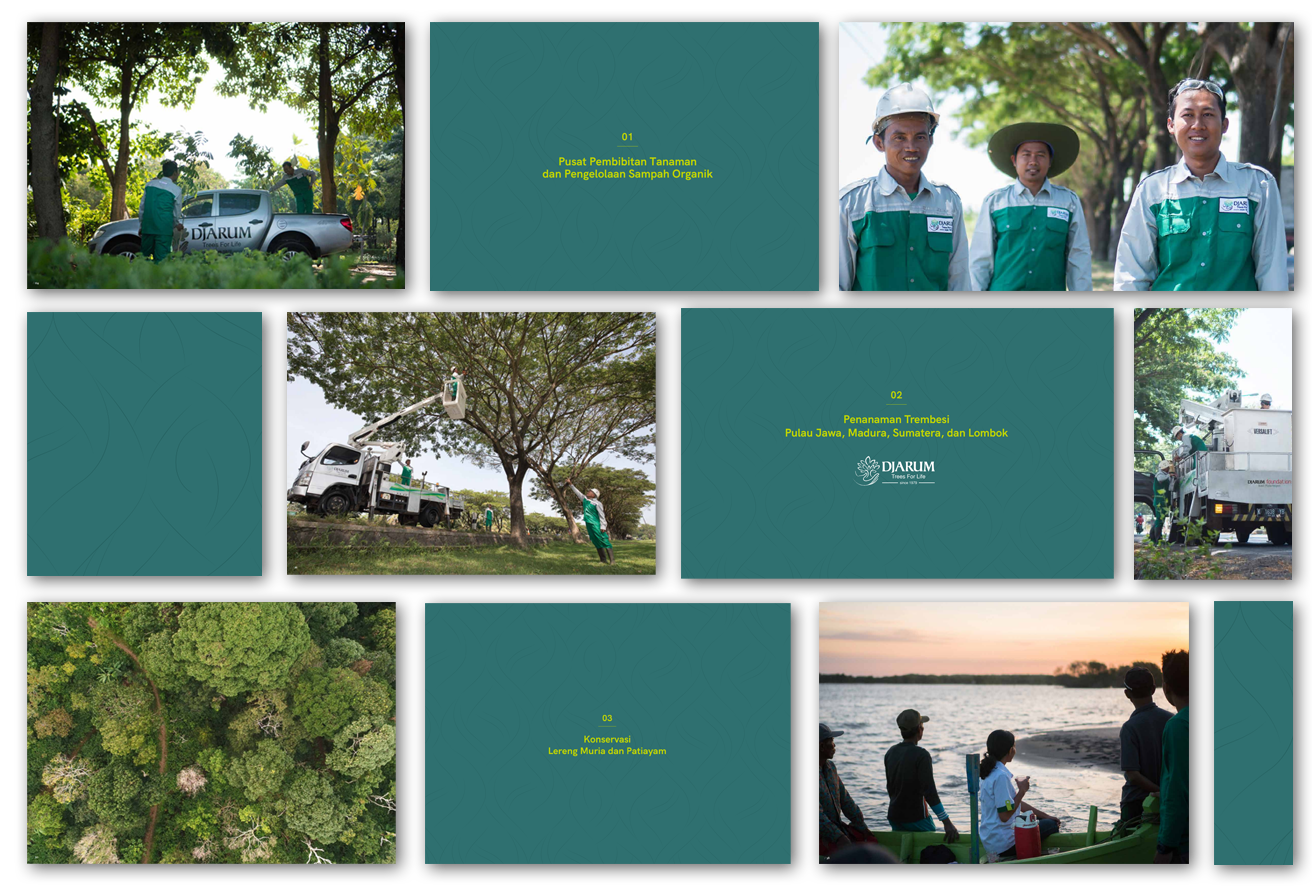 DJARUM
Trees For Life
01
Pusat Pembibitan Tanaman
dan Pengelolaan Sampah Organik
DJARUM
02
Penanaman Trembesi
Pulau Jawa, Madura, Sumatera, dan Lombok
DJARUM
Trees For Life
since 1979
VERSALIFT
DJARUM foundation
03
Konservasi
Lereng Muria dan Patiayam